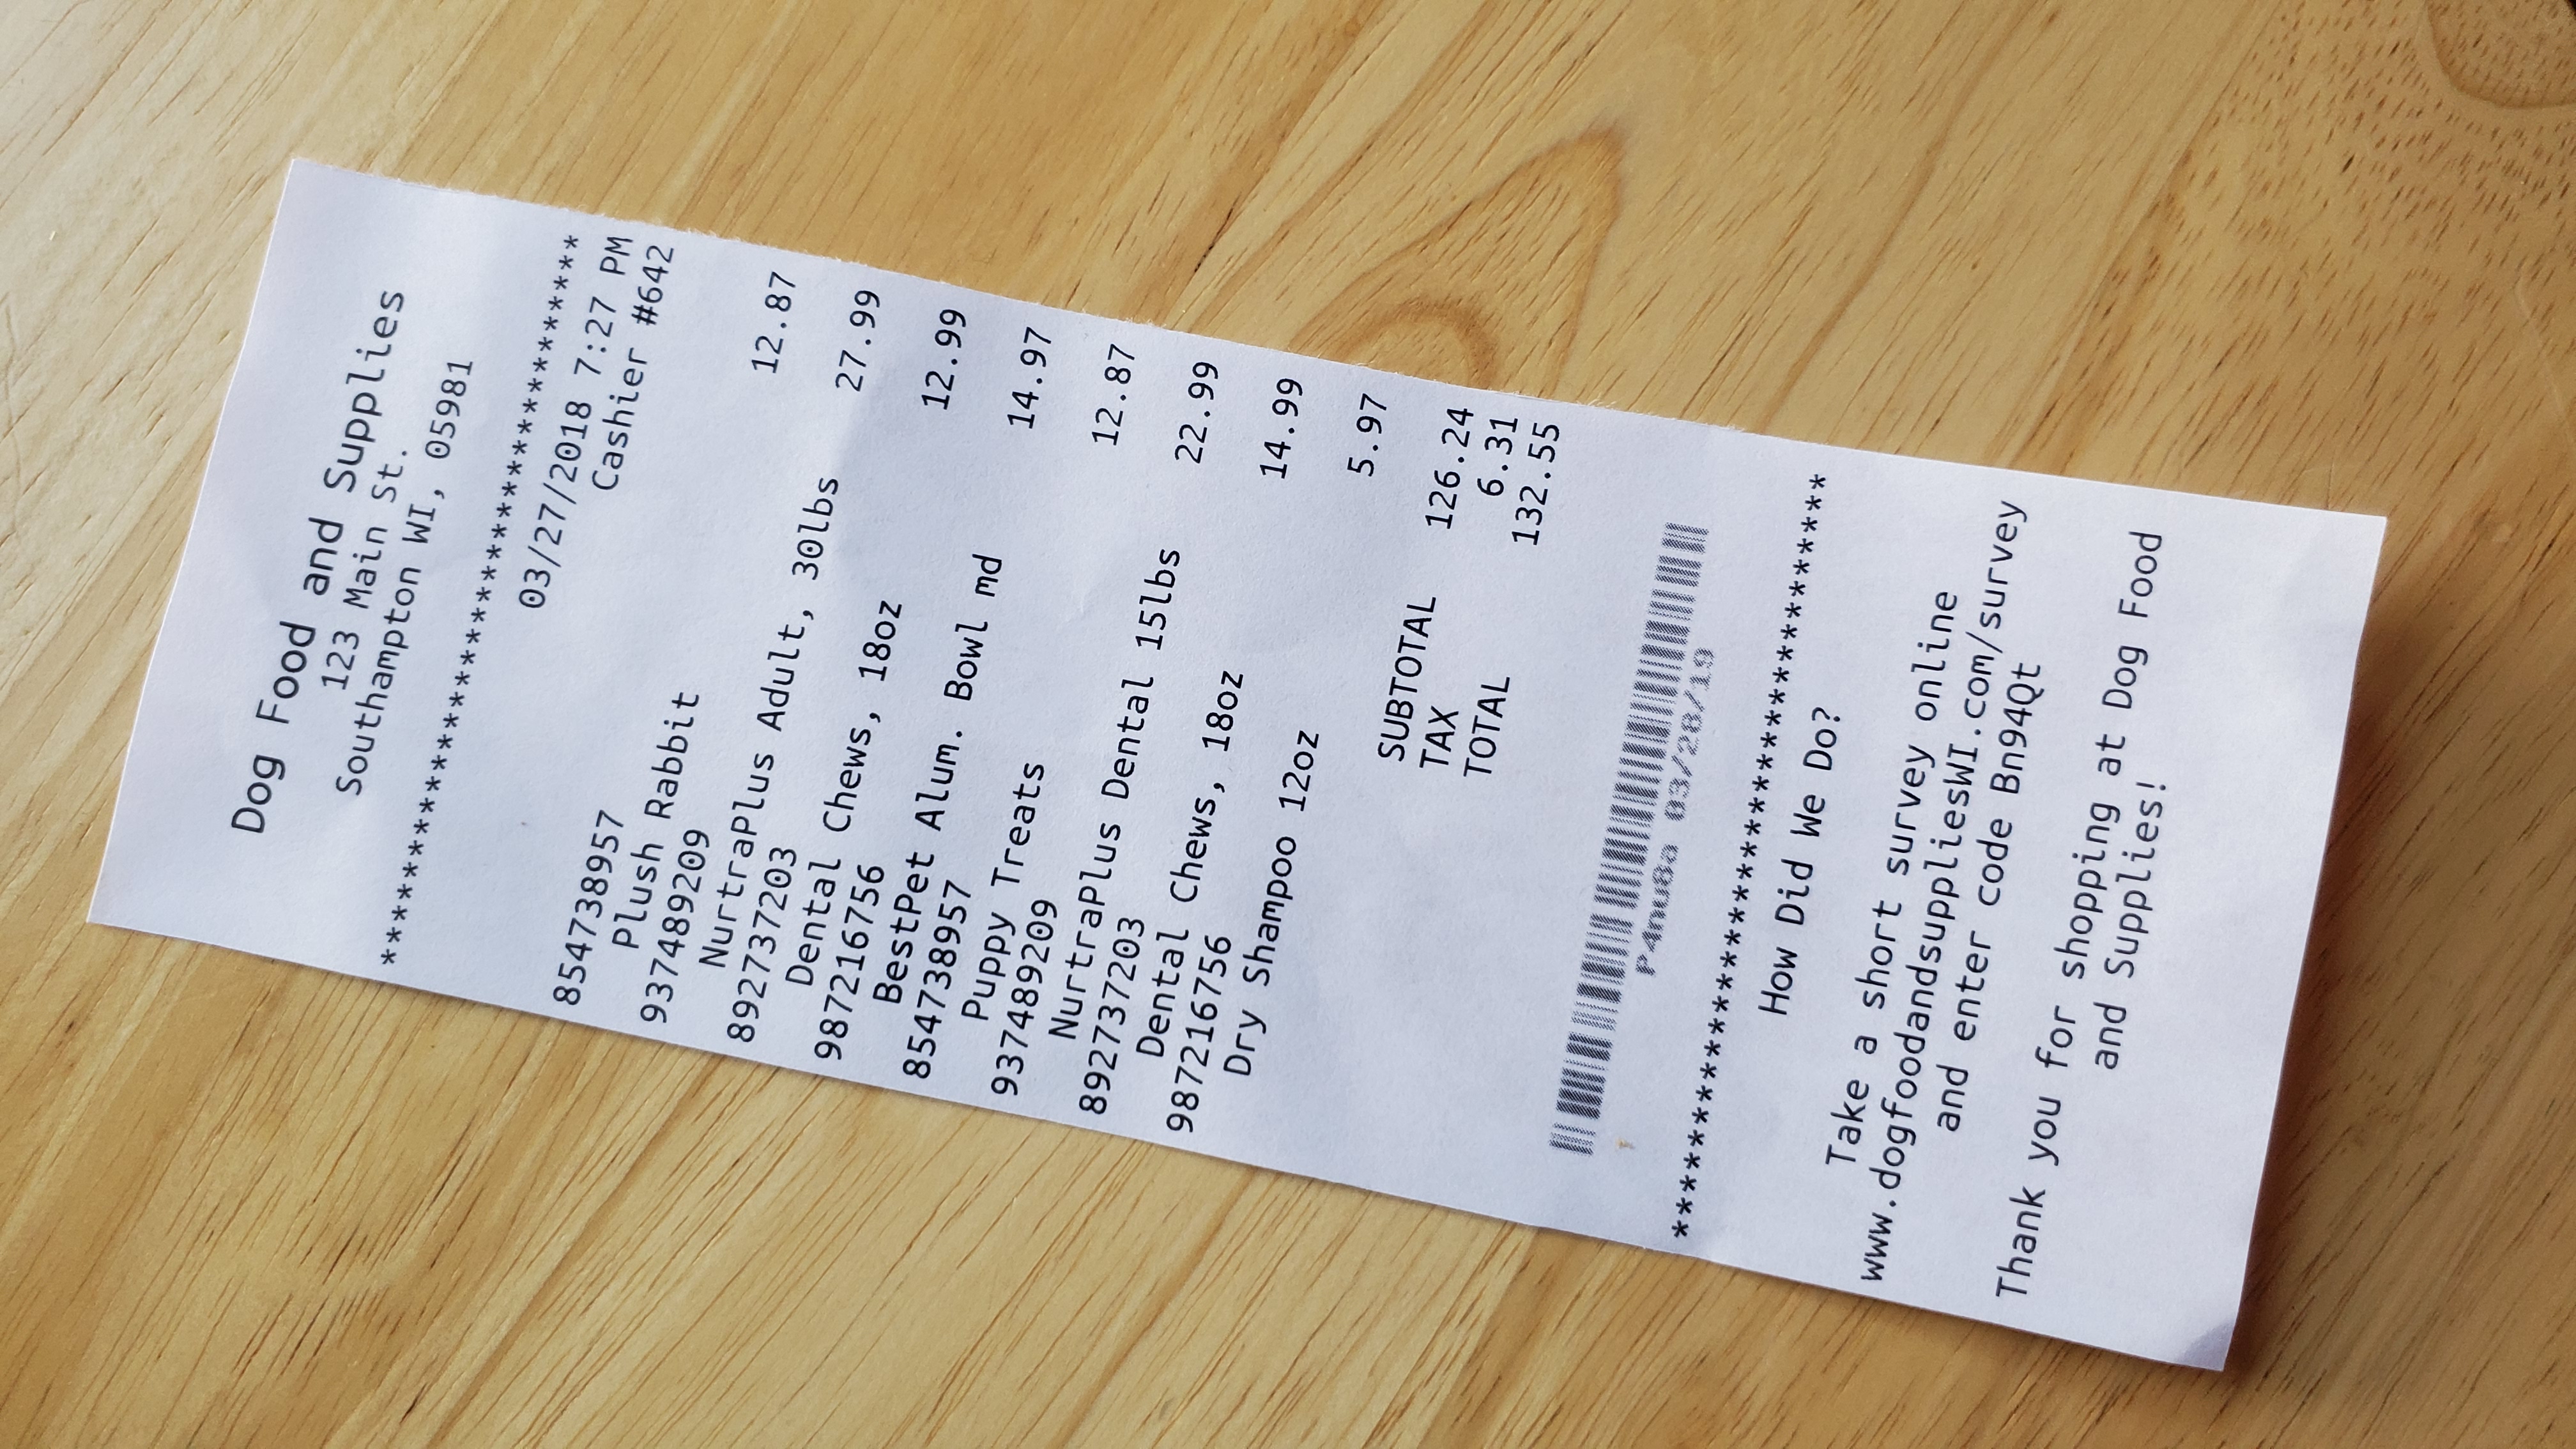 Dog Food and Supplies
123 Main St.
Southampton WI, 05981
**********************************
03/27/2018 7:27 PM
Cashier #642
854738957
Plush Rabbit 12.87
937489209
NurtraPlus Adult, 30lbs 27.99
892737203
Dental Chews, 18oz 12.99
987216756
BestPet Alum. Bowl md 14.97
854738957
Puppy Treats 12.87
937489209
NurtraPlus Dental 15lbs 22.99
892737203
Dental Chews, 18oz 14.99
987216756
Dry Shampoo 12oz 5.97
SUBTOTAL 126.24
TAX 6.31
TOTAL 132.55
P4nu8a 03/28/19
**********************************
How Did We Do?
Take a short survey online
www.dogfoodandsuppliesWI.com/survey
and enter code Bn94Qt
Thank you for shopping at Dog Food
and Supplies!